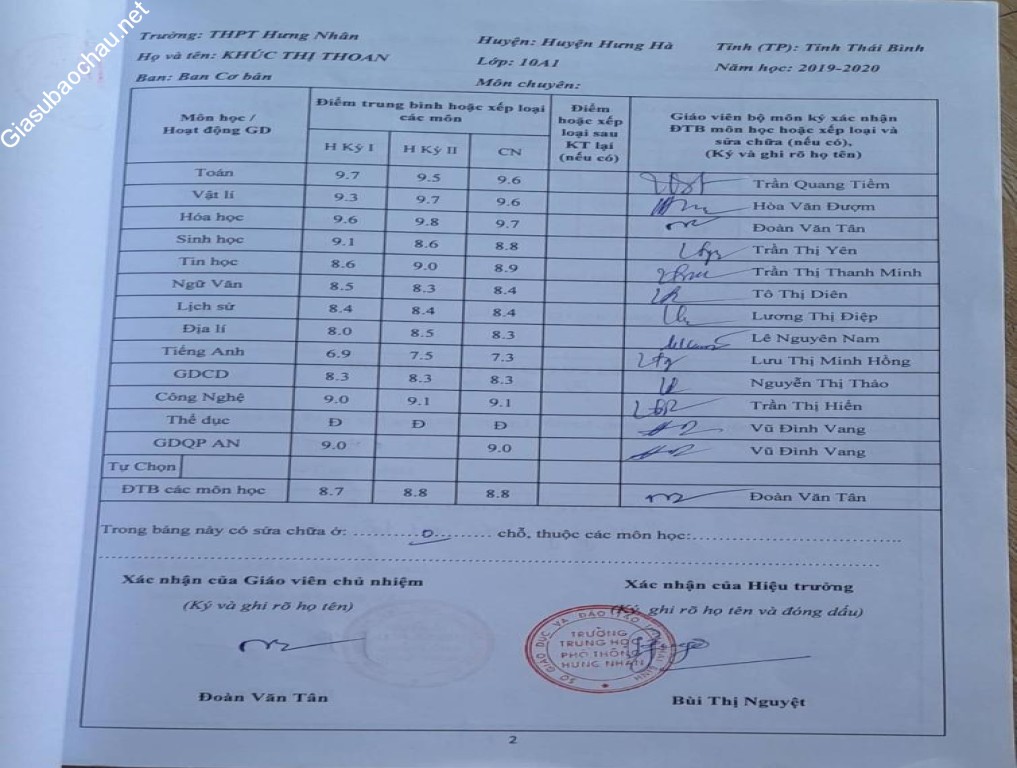 Giasubaochau.net
Trường: THPT Hưng Nhân Huyện: Huyện Hưng Hà Tỉnh (TP): Tỉnh Thái Bình
Họ và tên: KHÚC THỊ THOAN Lớp: 10A1 Năm học: 2019-2020
Ban: Ban Cơ bản Môn chuyên:
Môn học / Hoạt động GD
Điểm trung bình hoặc xếp loại các môn
H Kỳ I H Kỳ II CN
Điểm hoặc xếp loại sau KT lại (nếu có)
Giáo viên bộ môn ký xác nhận ĐTB môn học hoặc xếp loại và sửa chữa (nếu có). (Ký và ghi rõ họ tên)
Toán 9.7 9.5 9.6 Trần Quang Tiềm
Vật lí 9.3 9.7 9.6 Hòa Văn Đượm
Hóa học 9.6 9.8 9.7 Đoàn Văn Tân
Sinh học 9.1 8.6 8.8 Trần Thị Yên
Tin học 8.6 9.0 8.9 Trần Thị Thanh Minh
Ngữ Văn 8.5 8.3 8.4 Tô Thị Diên
Lịch sử 8.4 8.4 8.4 Lương Thị Điệp
Địa lí 8.0 8.5 8.3 Lê Nguyên Nam
Tiếng Anh 6.9 7.5 7.3 Lưu Thị Minh Hồng
GDCD 8.3 8.3 8.3 Nguyễn Thị Thảo
Công Nghệ 9.0 9.1 9.1 Trần Thị Hiến
Thể dục Đ Đ Đ Vũ Đình Vang
GDQP AN 9.0 9.0 Vũ Đình Vang
Tự Chọn
ĐTB các môn học 8.7 8.8 8.8 Đoàn Văn Tân
Trong bảng này có sửa chữa ở: ..........0.......... chỗ, thuộc các môn học:..............................
Xác nhận của Giáo viên chủ nhiệm Xác nhận của Hiệu trưởng
(Ký và ghi rõ họ tên) (Ký, ghi rõ họ tên và đóng dấu)
SỞ GIÁO DỤC VÀ ĐÀO TẠO
TRƯỜNG
TRUNG HỌC
PHỔ THÔNG
HƯNG NHÂN
Đoàn Văn Tân Bùi Thị Nguyệt
2